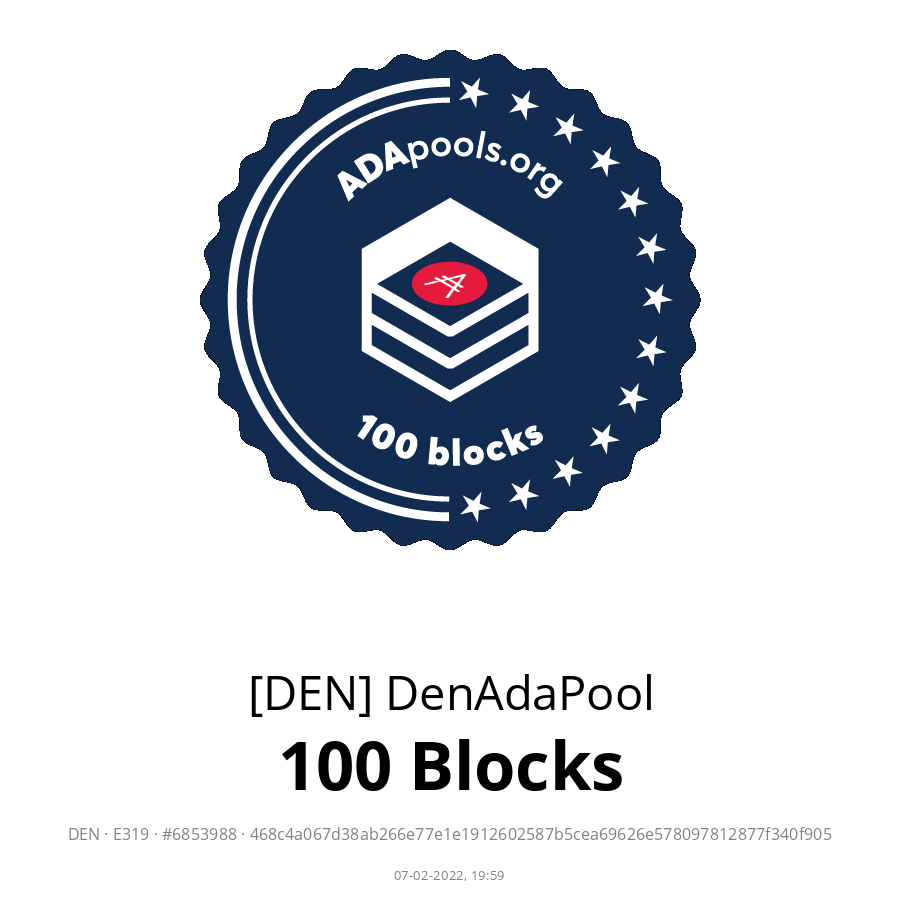 ADApools.org
100 blocks
[DEN] DenAdaPool
100 Blocks
DEN · E319 · #6853988 · 468c4a067d38ab266e77e1e1912602587b5cea69626e578097812877f340f905
07-02-2022, 19:59